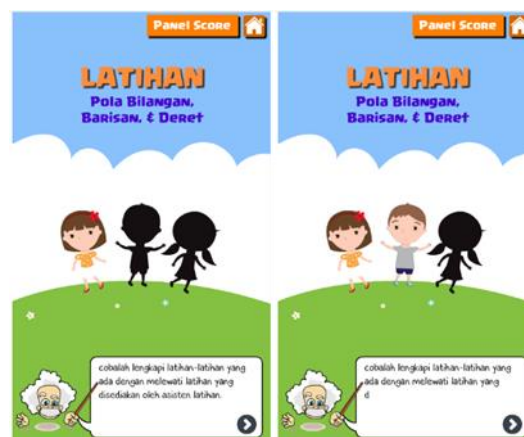 Panel Score
LATIHAN
Pola Bilangan,
Barisan, & Deret
cobalah lengkapi latihan-latihan yang
ada dengan melewati latihan yang
disediakan oleh asisten latihan.
Panel Score
LATIHAN
Pola Bilangan,
Barisan, & Deret
cobalah lengkapi latihan-latihan yang
ada dengan melewati latihan yang
d